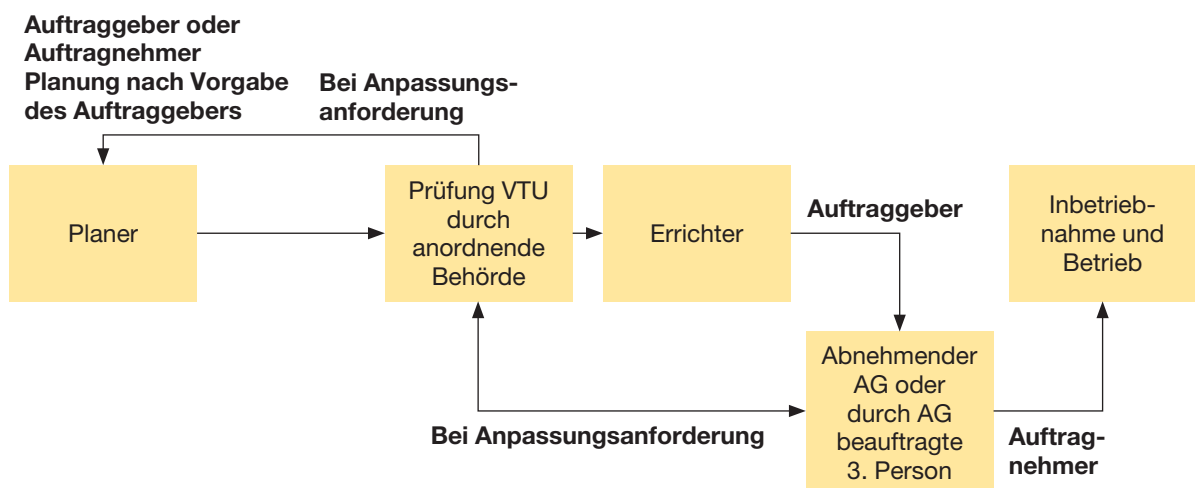 Auftraggeber oder
Auftragnehmer
Planung nach Vorgabe
des Auftraggebers
Bei Anpassungs-
anforderung
Planer
Prüfung VTU
durch
anordnende
Behörde
Errichter
Auftraggeber
Inbetrieb-
nahme und
Betrieb
Bei Anpassungsanforderung
Abnehmender
AG oder
durch AG
beauftragte
3. Person
Auftrag-
nehmer